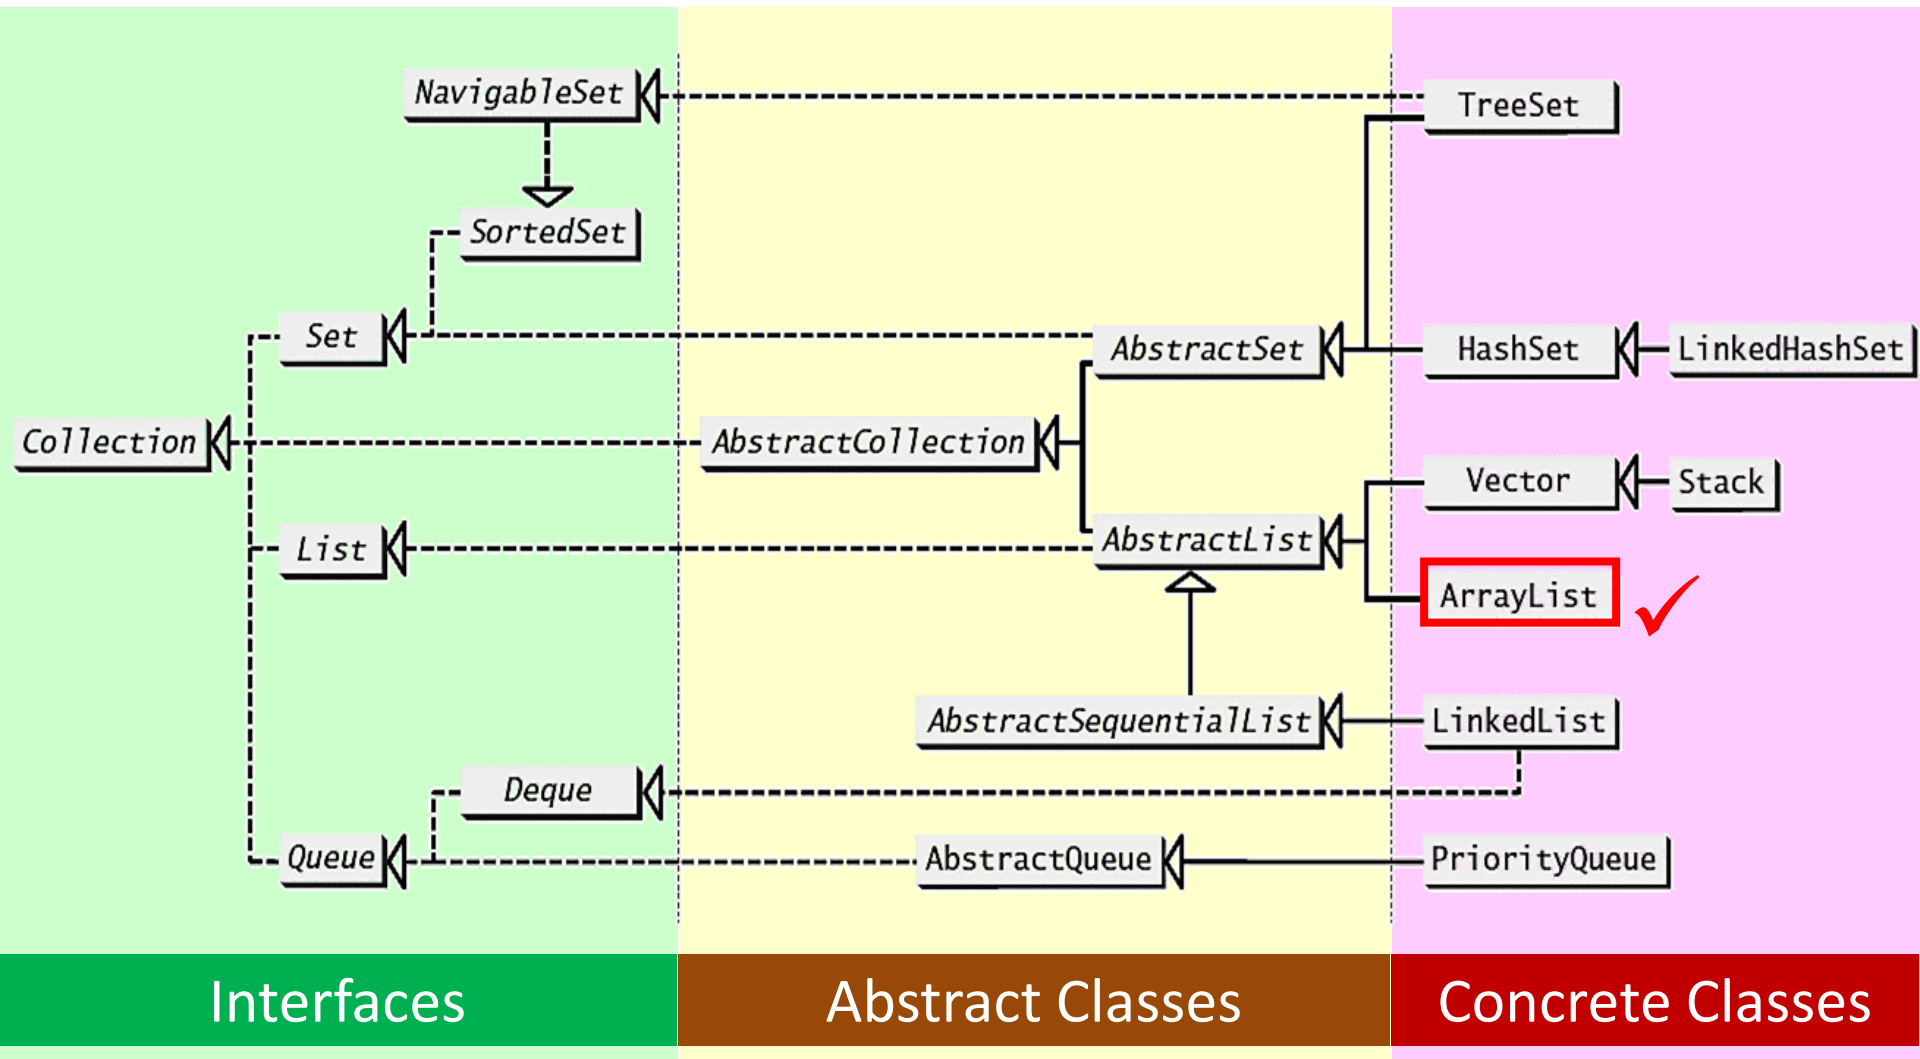 NavigableSet
TreeSet
SortedSet
Set
AbstractSet
HashSet
LinkedHashSet
Collection
AbstractCollection
Vector
Stack
List
AbstractList
ArrayList
AbstractSequentialList
LinkedList
Deque
Queue
AbstractQueue
PriorityQueue
Interfaces
Abstract Classes
Concrete Classes